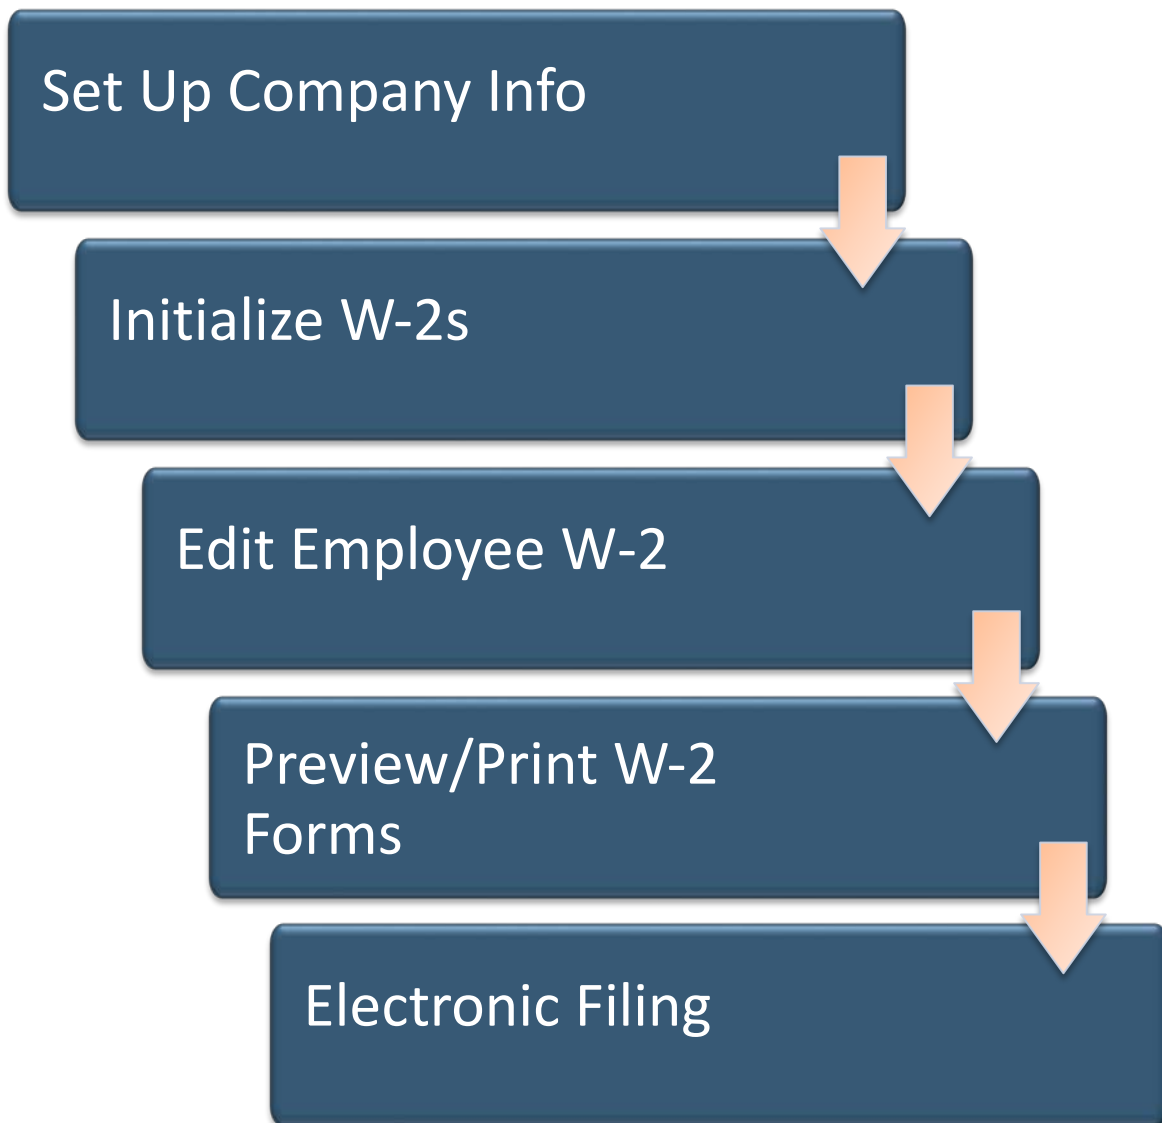 Set Up Company Info
Initialize W-2s
Edit Employee W-2
Preview/Print W-2
Forms
Electronic Filing